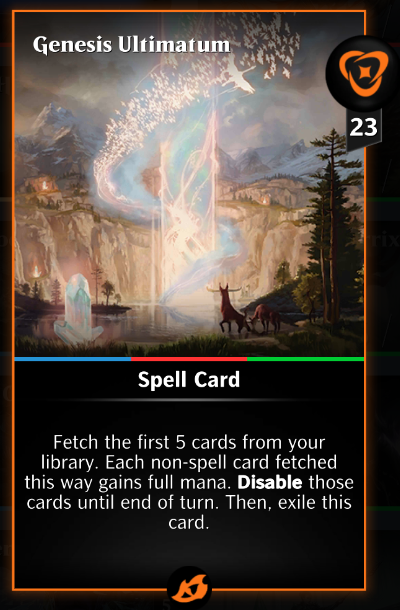 Genesis Ultimatum
23
Spell Card
Fetch the first 5 cards from your
library. Each non-spell card fetched
this way gains full mana. Disable those
cards until end of turn. Then, exile this
card.